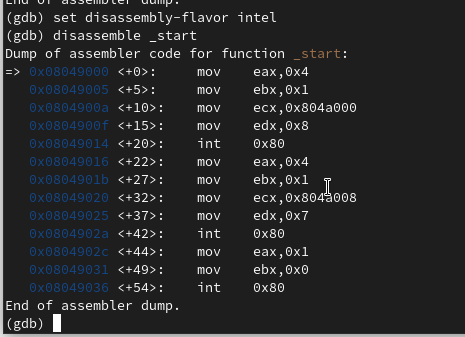 End of assembler dump.
(gdb) set disassembly-flavor intel
(gdb) disassemble _start
Dump of assembler code for function _start:
=> 0x08049000 <+0>:     mov    eax,0x4
   0x08049005 <+5>:     mov    ebx,0x1
   0x0804900a <+10>:    mov    ecx,0x804a000
   0x0804900f <+15>:    mov    edx,0x8
   0x08049014 <+20>:    int    0x80
   0x08049016 <+22>:    mov    eax,0x4
   0x0804901b <+27>:    mov    ebx,0x1
   0x08049020 <+32>:    mov    ecx,0x804a008
   0x08049025 <+37>:    mov    edx,0x7
   0x0804902a <+42>:    int    0x80
   0x0804902c <+44>:    mov    eax,0x1
   0x08049031 <+49>:    mov    ebx,0x0
   0x08049036 <+54>:    int    0x80
End of assembler dump.
(gdb)